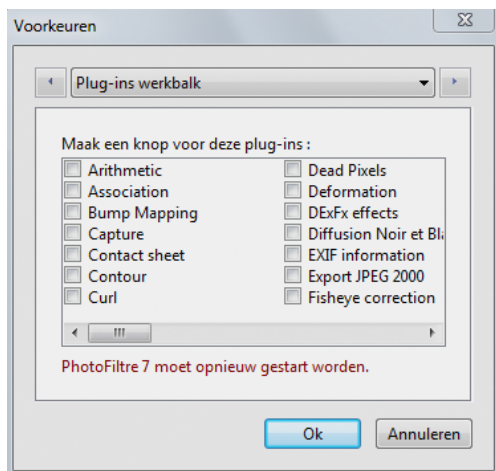 Voorkeuren
Plug-ins werkbalk
Maak een knop voor deze plug-ins :
Arithmetic
Association
Bump Mapping
Capture
Contact sheet
Contour
Curl
Dead Pixels
Deformation
DExFx effects
Diffusion Noir et Bl
EXIF information
Export JPEG 2000
Fisheye correction
PhotoFiltre 7 moet opnieuw gestart worden.
Ok
Annuleren